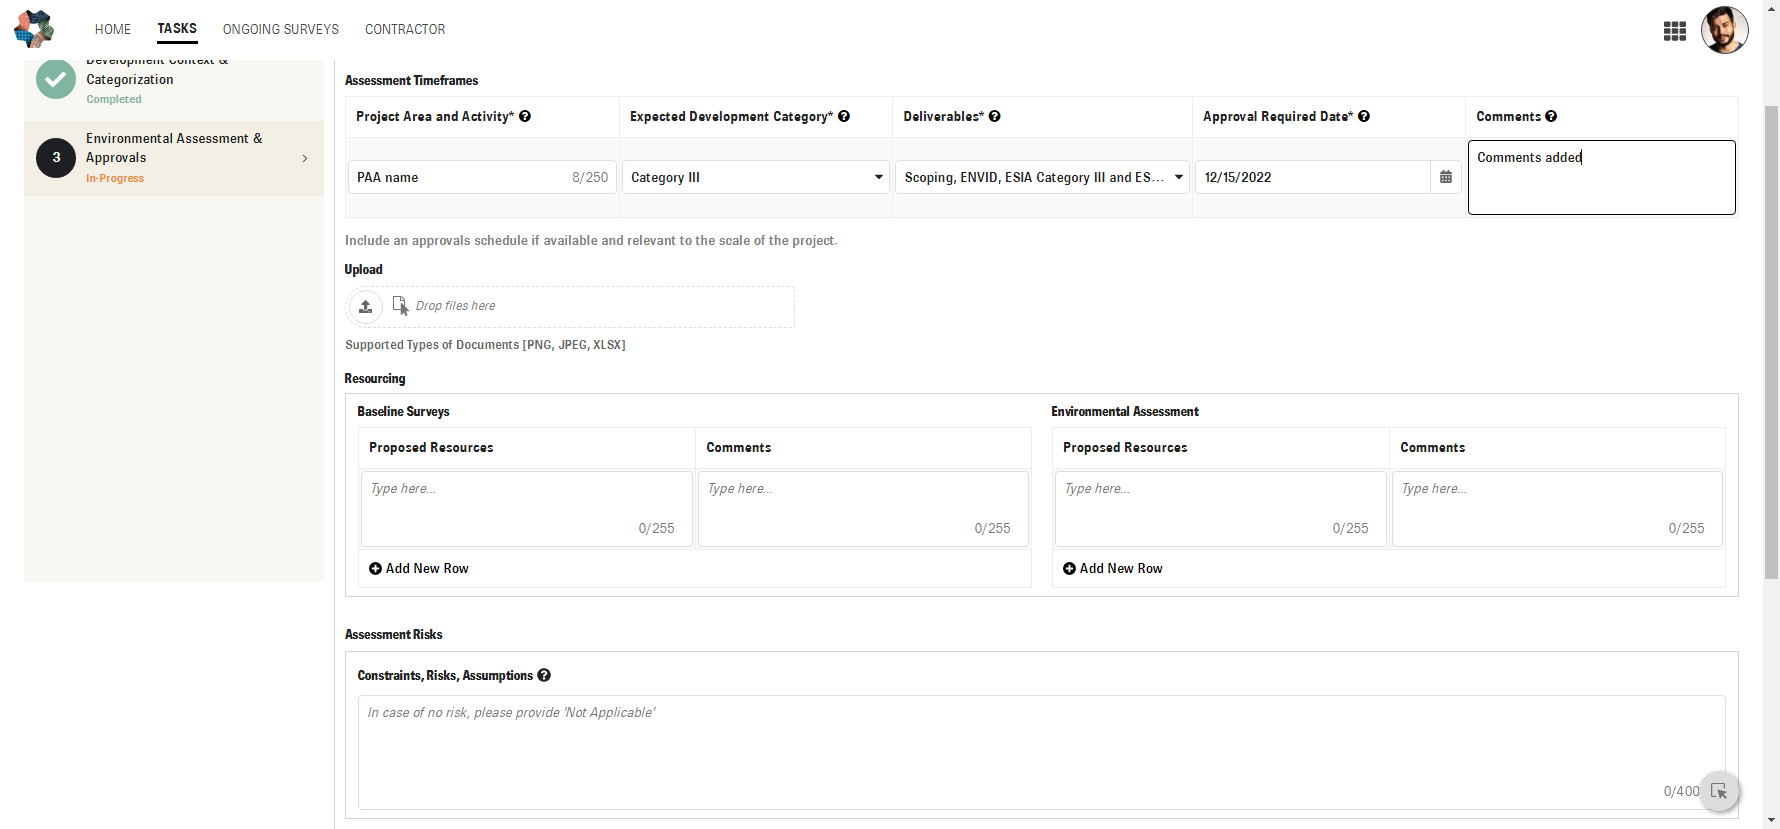 HOME TASKS ONGOING SURVEYS CONTRACTOR
Development Context &
Categorization
Completed
3
Environmental Assessment &
Approvals
In-Progress
Assessment Timeframes
Project Area and Activity* Expected Development Category* Deliverables* Approval Required Date* Comments
PAA name 8/250 Category III Scoping, ENVID, ESIA Category III and ES... 12/15/2022 Comments added
Include an approvals schedule if available and relevant to the scale of the project.
Upload
Drop files here
Supported Types of Documents [PNG, JPEG, XLSX]
Resourcing
Baseline Surveys
Proposed Resources Comments
Type here... Type here...
0/255 0/255
Add New Row
Environmental Assessment
Proposed Resources Comments
Type here... Type here...
0/255 0/255
Add New Row
Assessment Risks
Constraints, Risks, Assumptions
In case of no risk, please provide 'Not Applicable'
0/400